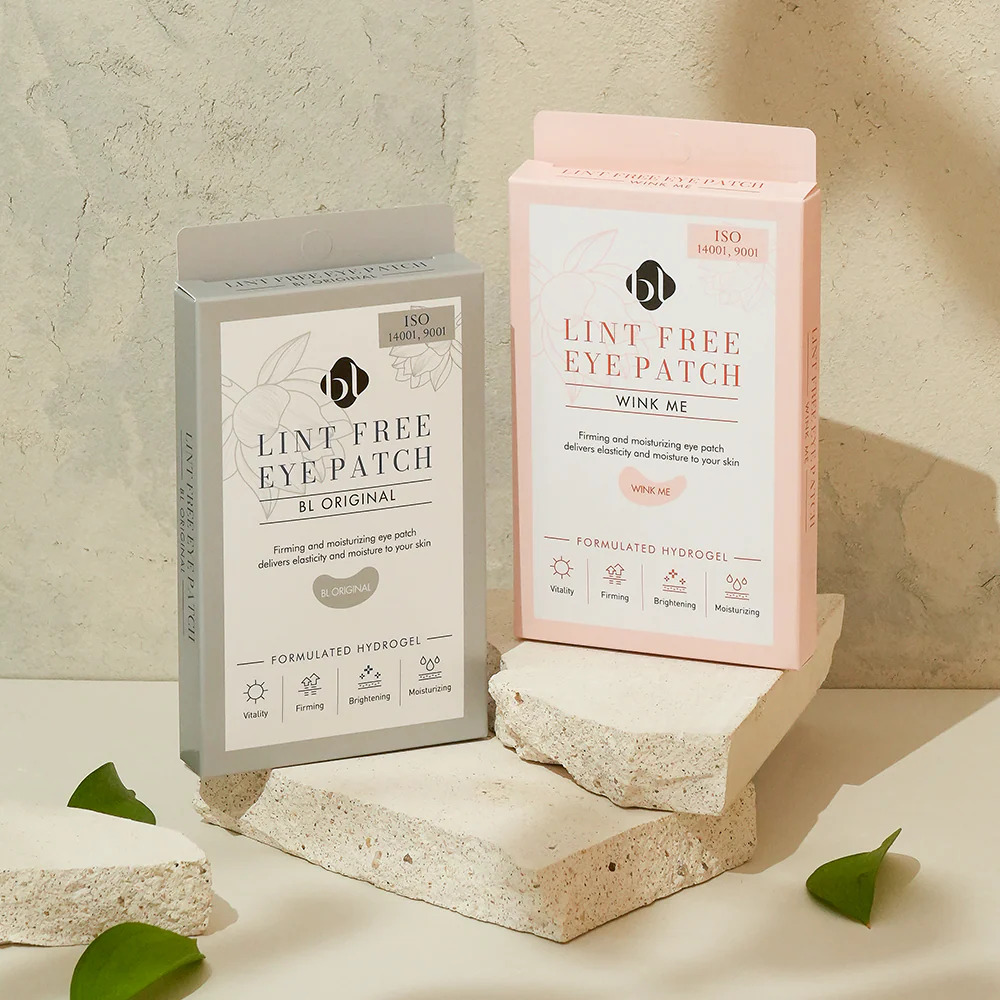 LINT FREE EYE PATCH
BL ORIGINAL
ISO
14001, 9001
bl
LINT FREE
EYE PATCH
BL ORIGINAL
Firming and moisturizing eye patch
delivers elasticity and moisture to your skin
BL ORIGINAL
FORMULATED HYDROGEL
Vitality
Firming
Brightening
Moisturizing
LINT FREE EYE PATCH
BL ORIGINAL
LINT FREE EYE PATCH
WINK ME
ISO
14001, 9001
bl
LINT FREE
EYE PATCH
WINK ME
Firming and moisturizing eye patch
delivers elasticity and moisture to your skin
WINK ME
FORMULATED HYDROGEL
Vitality
Firming
Brightening
Moisturizing
LINT FREE EYE PATCH
WINK ME